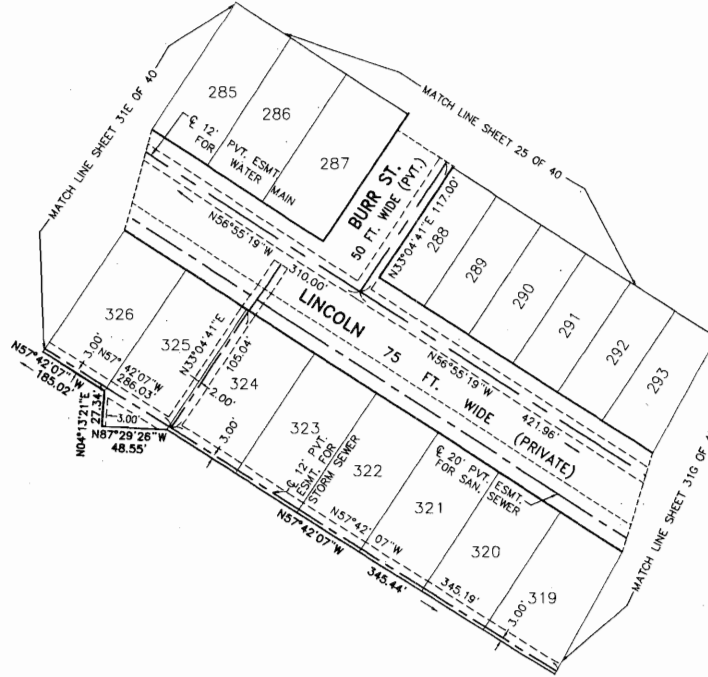 MATCH LINE SHEET 31E OF 40
MATCH LINE SHEET 25 OF 40
285
286
287
℄ 12' PVT. ESMT.
FOR WATER MAIN
BURR ST.
50 FT. WIDE (PVT.)
N33°04'41"E 117.00'
288
289
290
291
292
293
N56°55'19"W
310.00'
LINCOLN 75 FT. WIDE (PRIVATE)
N56°55'19"W
421.96'
326
325
324
323
322
321
320
319
N33°04'41"E
105.04'
2.00'
3.00'
N57°42'07"W
286.03'
N57°42'07"W
185.02'
N04°13'21"E
27.34'
3.00'
N87°29'26"W
48.55'
3.00'
℄ 12' PVT.
ESMT. FOR
STORM SEWER
℄ 20' PVT. ESMT.
FOR SAN. SEWER
N57°42'07"W
N57°42'07"W
345.44'
345.19'
3.00'
MATCH LINE SHEET 31G OF